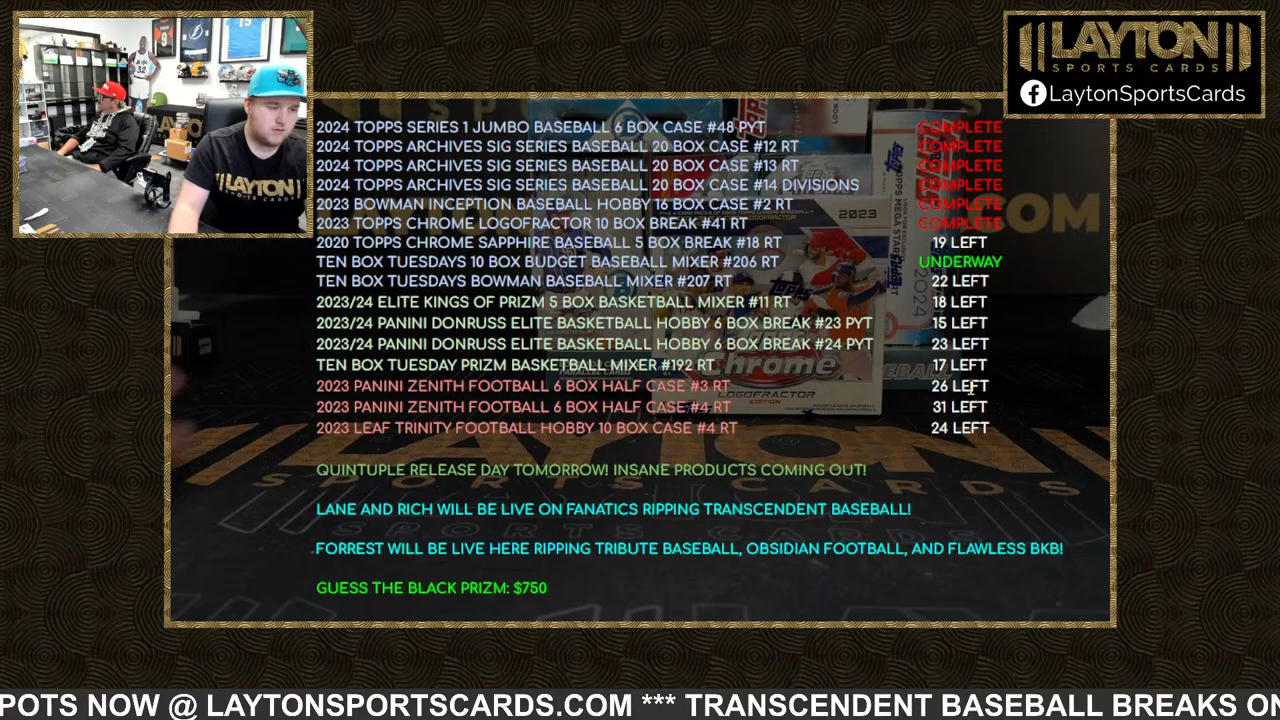 LAYTON
SPORTS CARDS
LaytonSportsCards
2024 TOPPS SERIES 1 JUMBO BASEBALL 6 BOX CASE #48 PYT COMPLETE
2024 TOPPS ARCHIVES SIG SERIES BASEBALL 20 BOX CASE #12 RT COMPLETE
2024 TOPPS ARCHIVES SIG SERIES BASEBALL 20 BOX CASE #13 RT COMPLETE
2024 TOPPS ARCHIVES SIG SERIES BASEBALL 20 BOX CASE #14 DIVISIONS COMPLETE
2023 BOWMAN INCEPTION BASEBALL HOBBY 16 BOX CASE #2 RT COMPLETE
2023 TOPPS CHROME LOGOFRACTOR 10 BOX BREAK #41 RT COMPLETE
2020 TOPPS CHROME SAPPHIRE BASEBALL 5 BOX BREAK #18 RT 19 LEFT
TEN BOX TUESDAYS 10 BOX BUDGET BASEBALL MIXER #206 RT UNDERWAY
TEN BOX TUESDAYS BOWMAN BASEBALL MIXER #207 RT 22 LEFT
2023/24 ELITE KINGS OF PRIZM 5 BOX BASKETBALL MIXER #11 RT 18 LEFT
2023/24 PANINI DONRUSS ELITE BASKETBALL HOBBY 6 BOX BREAK #23 PYT 15 LEFT
2023/24 PANINI DONRUSS ELITE BASKETBALL HOBBY 6 BOX BREAK #24 PYT 23 LEFT
TEN BOX TUESDAY PRIZM BASKETBALL MIXER #192 RT 17 LEFT
2023 PANINI ZENITH FOOTBALL 6 BOX HALF CASE #3 RT 26 LEFT
2023 PANINI ZENITH FOOTBALL 6 BOX HALF CASE #4 RT 31 LEFT
2023 LEAF TRINITY FOOTBALL HOBBY 10 BOX CASE #4 RT 24 LEFT
QUINTUPLE RELEASE DAY TOMORROW! INSANE PRODUCTS COMING OUT!
LANE AND RICH WILL BE LIVE ON FANATICS RIPPING TRANSCENDENT BASEBALL!
FORREST WILL BE LIVE HERE RIPPING TRIBUTE BASEBALL, OBSIDIAN FOOTBALL, AND FLAWLESS BKB!
GUESS THE BLACK PRIZM: $750
POTS NOW @ LAYTONSPORTSCARDS.COM *** TRANSCENDENT BASEBALL BREAKS ON
2023
Chrome
LOGOFRACTOR
EDITION
LAYTON